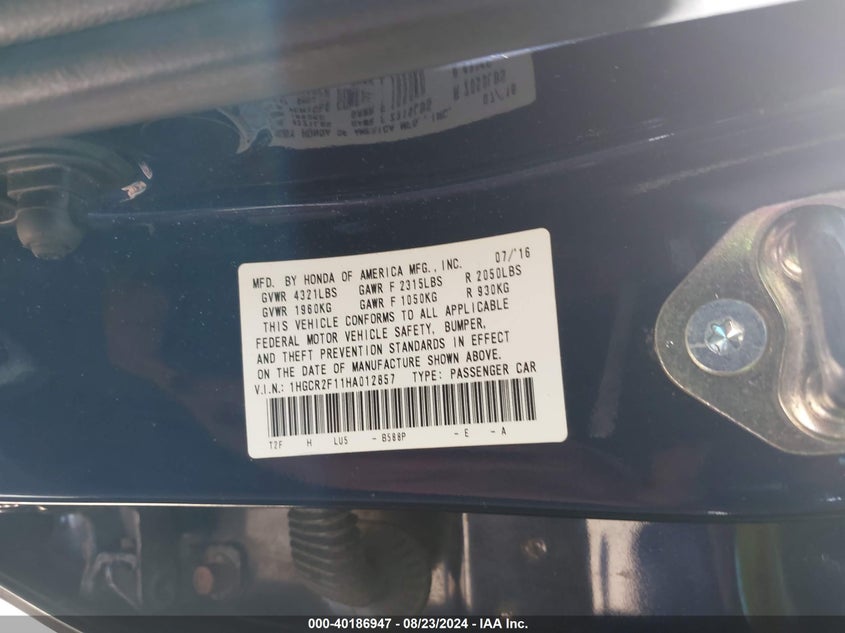 MFD. BY HONDA OF AMERICA MFG., INC. 07/'16
GVWR 4321LBS GAWR F 2315LBS R 2050LBS
GVWR 1960KG GAWR F 1050KG R 930KG
THIS VEHICLE CONFORMS TO ALL APPLICABLE
FEDERAL MOTOR VEHICLE SAFETY, BUMPER,
AND THEFT PREVENTION STANDARDS IN EFFECT
ON THE DATE OF MANUFACTURE SHOWN ABOVE.
V.I.N.: 1HGCR2F11HA012857 TYPE: PASSENGER CAR
T2F H LU5 - B588P - E - A
000-40186947 - 08/23/2024 - IAA Inc.